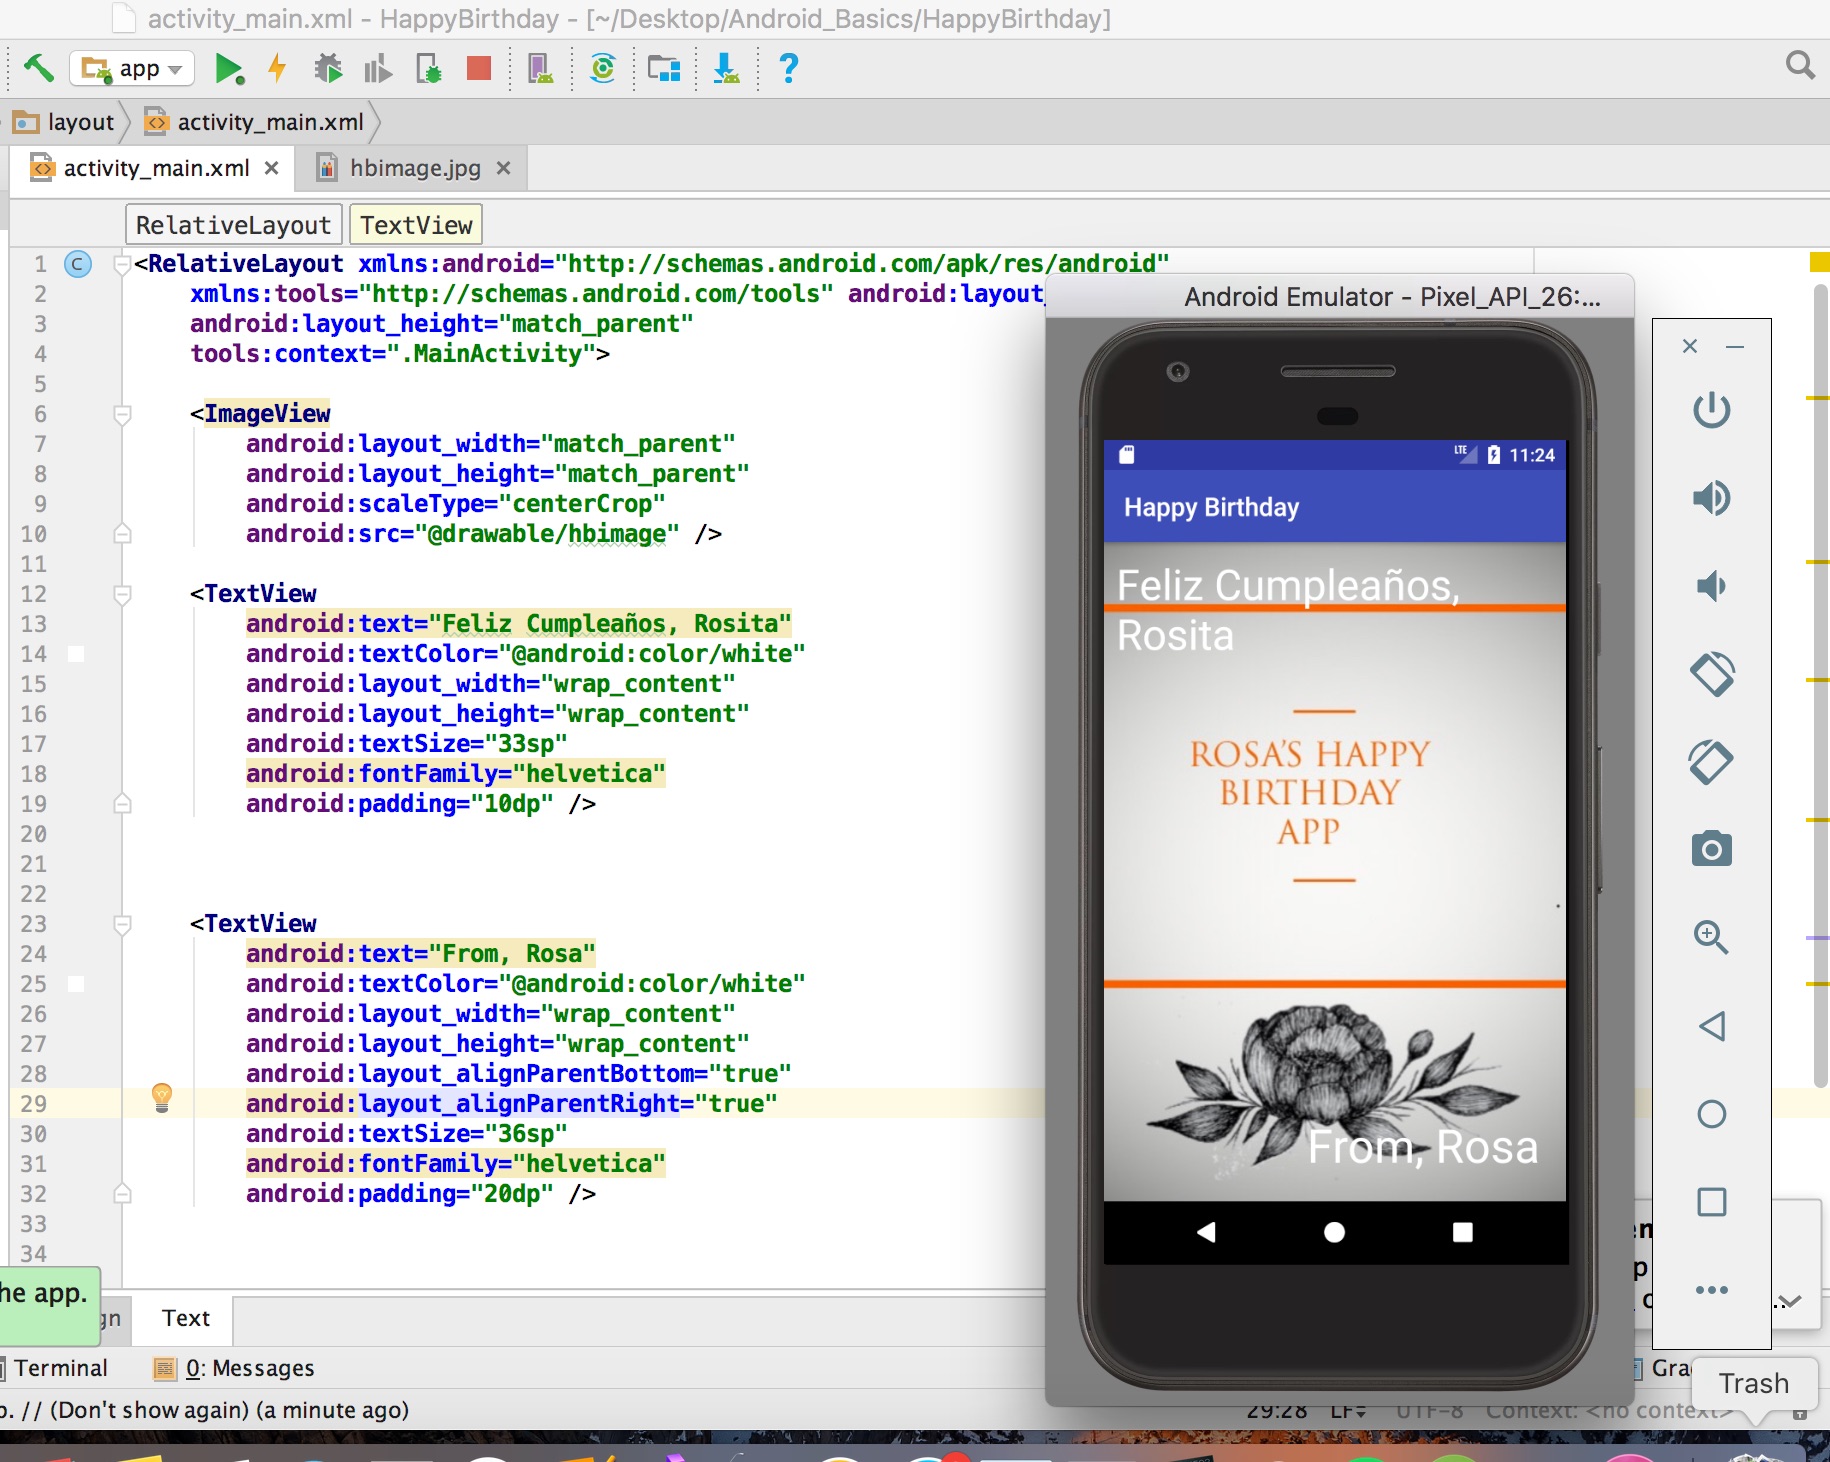 activity_main.xml - HappyBirthday - [~/Desktop/Android_Basics/HappyBirthday]
app
?
layout
activity_main.xml
activity_main.xml ×
hbimage.jpg ×
RelativeLayout
TextView
1 C <RelativeLayout xmlns:android="http://schemas.android.com/apk/res/android"
2 xmlns:tools="http://schemas.android.com/tools" android:layout_
3 android:layout_height="match_parent"
4 tools:context=".MainActivity">
5
6 <ImageView
7 android:layout_width="match_parent"
8 android:layout_height="match_parent"
9 android:scaleType="centerCrop"
10 android:src="@drawable/hbimage" />
11
12 <TextView
13 android:text="Feliz Cumpleaños, Rosita"
14 android:textColor="@android:color/white"
15 android:layout_width="wrap_content"
16 android:layout_height="wrap_content"
17 android:textSize="33sp"
18 android:fontFamily="helvetica"
19 android:padding="10dp" />
20
21
22
23 <TextView
24 android:text="From, Rosa"
25 android:textColor="@android:color/white"
26 android:layout_width="wrap_content"
27 android:layout_height="wrap_content"
28 android:layout_alignParentBottom="true"
29 android:layout_alignParentRight="true"
30 android:textSize="36sp"
31 android:fontFamily="helvetica"
32 android:padding="20dp" />
33
34
Android Emulator - Pixel_API_26:...
LTE 11:24
Happy Birthday
Feliz Cumpleaños,
Rosita
ROSA'S HAPPY
BIRTHDAY
APP
From, Rosa
he app.
Text
Terminal
0: Messages
Trash
o. // (Don't show again) (a minute ago)
29:28 LF UTF-8 Context: <no context>